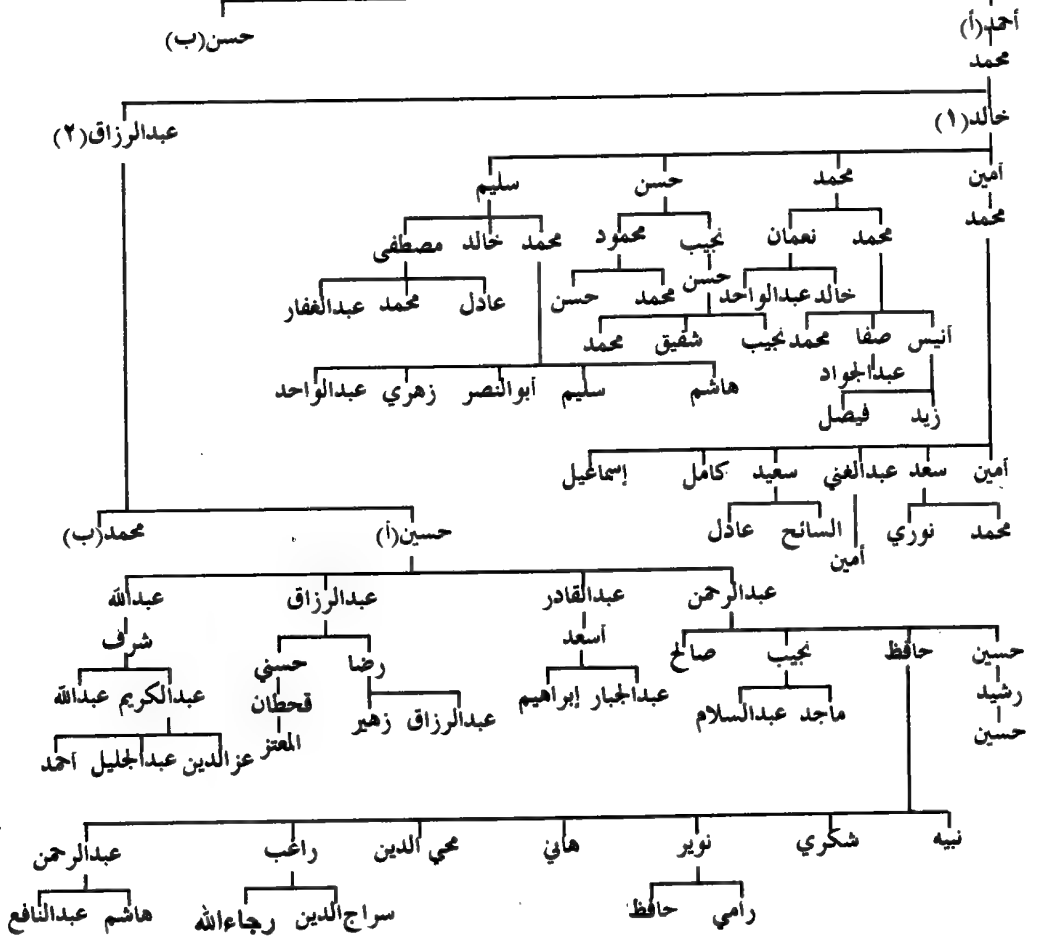 أحمد(أ)
حسن(ب)
محمد
خالد(١) عبدالرزاق(٢)
أمين محمد حسن سليم
محمد
محمد نعمان نجيب محمود محمد خالد مصطفى
خالد عبدالواحد حسن محمد حسن عادل محمد عبدالغفار
أنيس صفا محمد نجيب شفيق محمد
عبدالجواد
هاشم سليم أبوالنصر زهري عبدالواحد
زيد فيصل
أمين سعد عبدالغني سعيد كامل إسماعيل
محمد نوري السائح عادل حسين(أ) محمد(ب)
أمين
عبدالرحمن عبدالقادر عبدالرزاق عبدالله
حسين حافظ نجيب صالح أسعد رضا حسني شرف
رشيد عبدالجبار إبراهيم قحطان عبدالكريم عبدالله
حسين ماجد عبدالسلام عبدالرزاق زهير المعتز
عزالدين عبدالجليل أحمد
نبيه شكري نوير هاني محي الدين راغب عبدالرحمن
رامي حافظ سراج الدين رجاءالله هاشم عبدالنافع